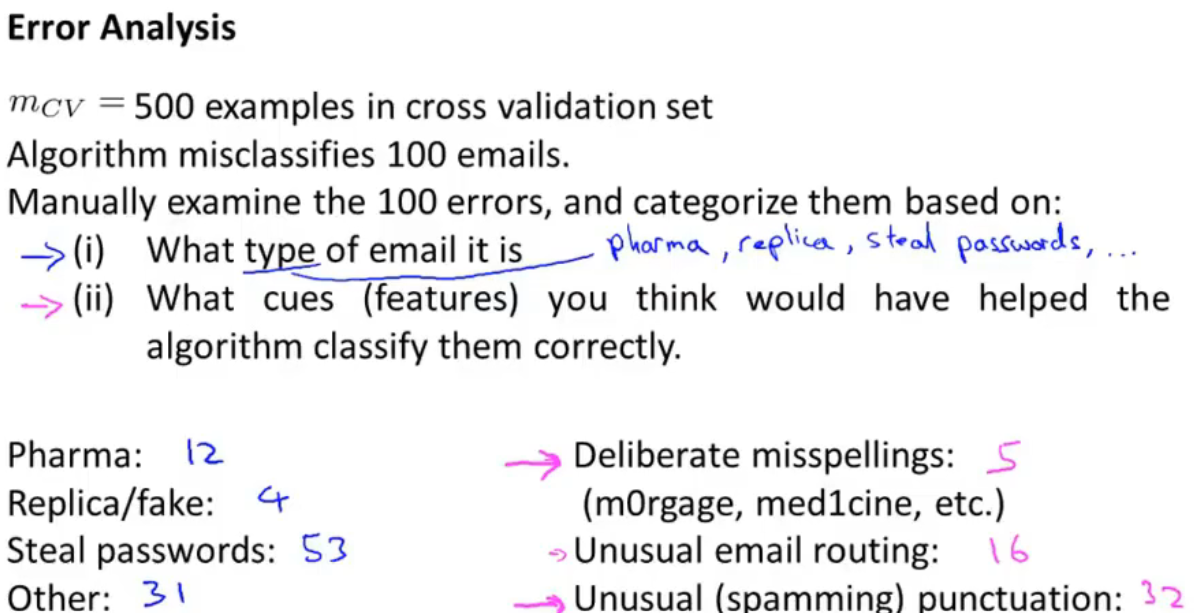 Error Analysis
m_CV = 500 examples in cross validation set
Algorithm misclassifies 100 emails.
Manually examine the 100 errors, and categorize them based on:
→ (i) What type of email it is pharma, replica, steal passwords, ...
→ (ii) What cues (features) you think would have helped the
algorithm classify them correctly.
Pharma: 12
Replica/fake: 4
Steal passwords: 53
Other: 31
→ Deliberate misspellings: 5
(m0rgage, med1cine, etc.)
→ Unusual email routing: 16
→ Unusual (spamming) punctuation: 32